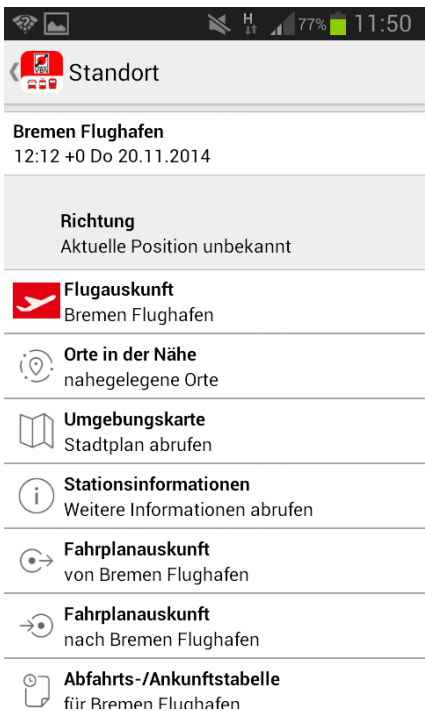 H
77%
11:50
Standort
Bremen Flughafen
12:12 +0 Do 20.11.2014
Richtung
Aktuelle Position unbekannt
Flugauskunft
Bremen Flughafen
Orte in der Nähe
nahegelegene Orte
Umgebungskarte
Stadtplan abrufen
Stationsinformationen
Weitere Informationen abrufen
Fahrplanauskunft
von Bremen Flughafen
Fahrplanauskunft
nach Bremen Flughafen
Abfahrts-/Ankunftstabelle
für Bremen Flughafen